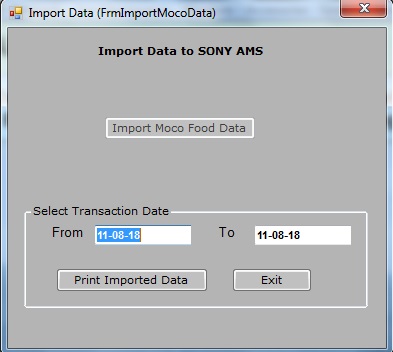 Import Data (FrmImportMocoData)
Import Data to SONY AMS
Import Moco Food Data
Select Transaction Date
From 11-08-18 To 11-08-18
Print Imported Data Exit